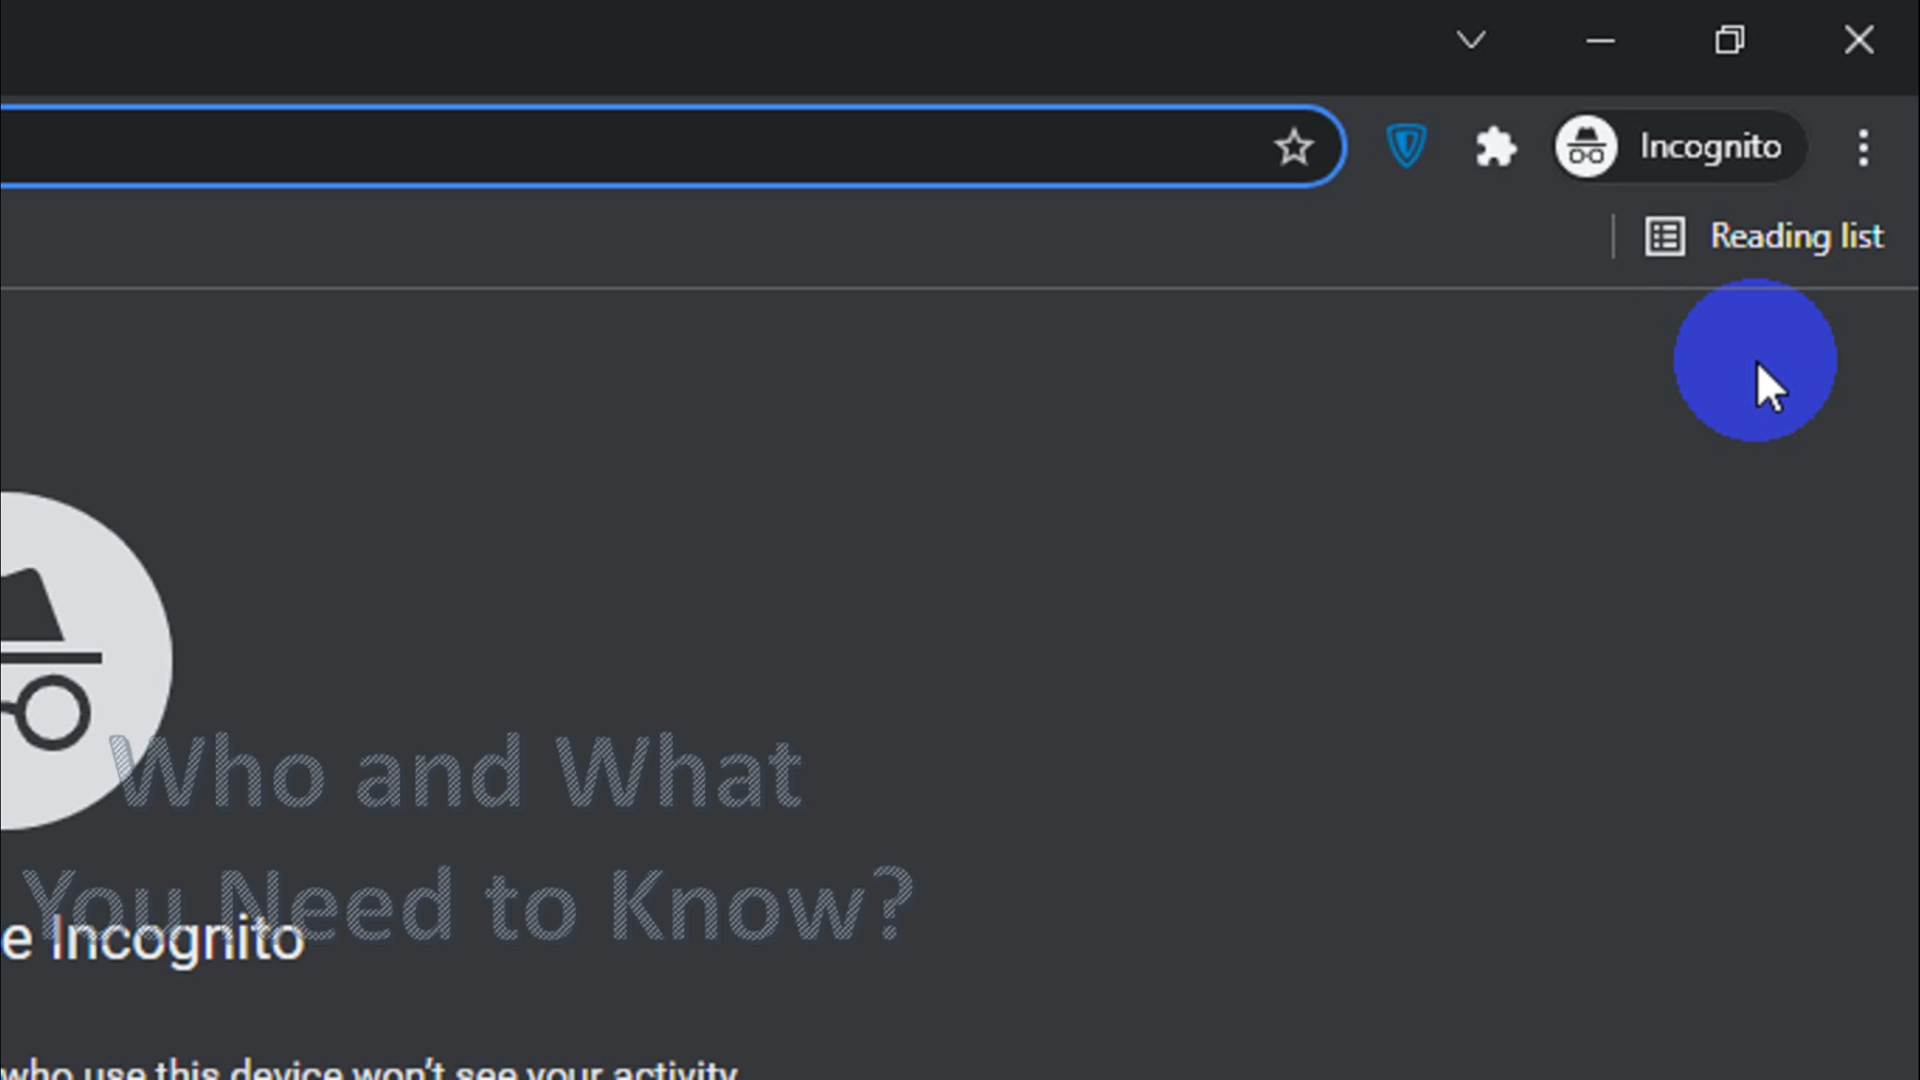 Incognito
Reading list
Who and What
You Need to Know?
e Incognito
who use this device won't see your activity